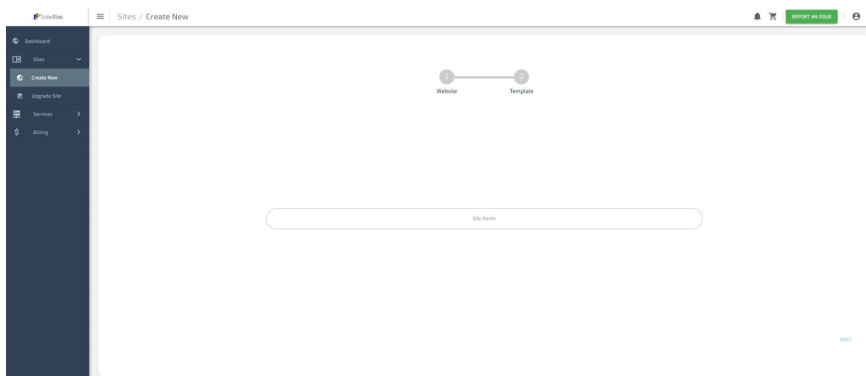 Sites / Create New
REPORT AN ISSUE
Dashboard
Sites
Create New
Upgrade Site
Services
Billing
1
2
Website
Template
Site Name
NEXT